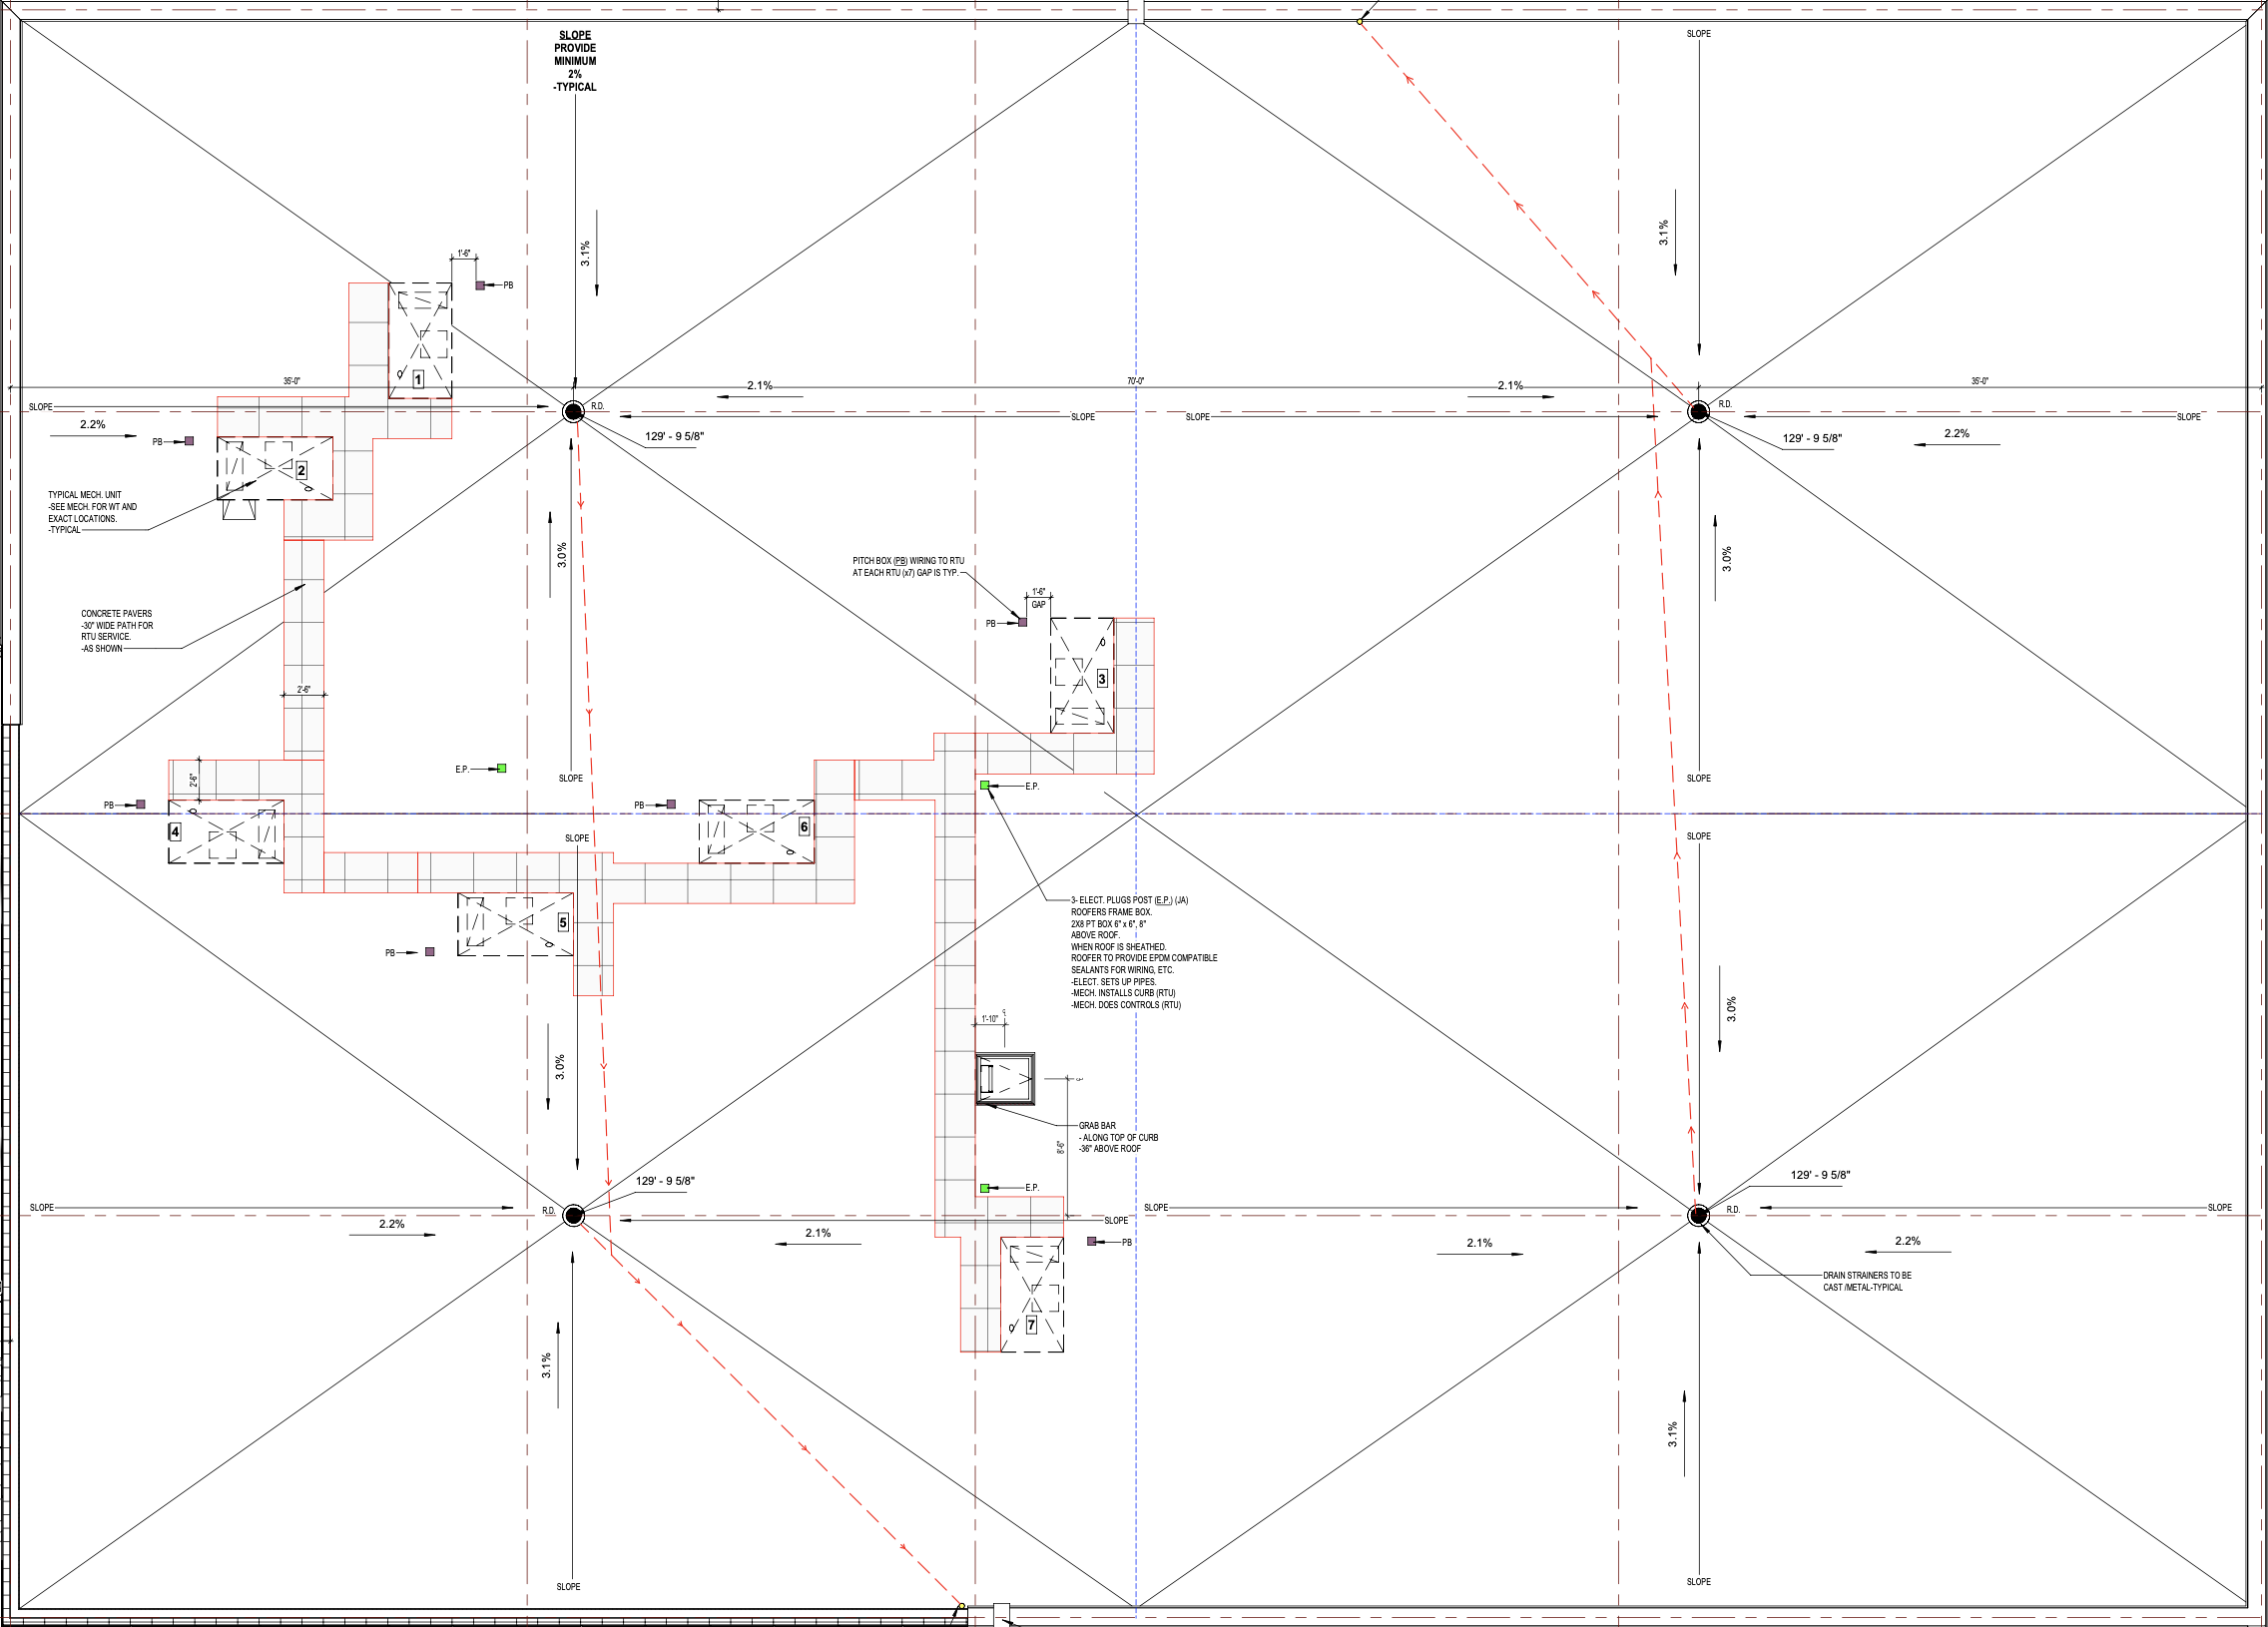 SLOPE
PROVIDE
MINIMUM
2%
-TYPICAL
SLOPE
3.1%
3.1%
1'-6"
PB
1
35'-0"
2.1%
70'-0"
2.1%
35'-0"
SLOPE
R.D.
SLOPE
SLOPE
R.D.
SLOPE
2.2%
PB
129' - 9 5/8"
129' - 9 5/8"
2.2%
2
TYPICAL MECH. UNIT
-SEE MECH. FOR WT AND
EXACT LOCATIONS.
-TYPICAL
3.0%
3.0%
PITCH BOX (PB) WIRING TO RTU
AT EACH RTU (x7) GAP IS TYP.
1'-6"
GAP
PB
CONCRETE PAVERS
-30" WIDE PATH FOR
RTU SERVICE.
-AS SHOWN
3
2'-6"
E.P.
SLOPE
2'-6"
E.P.
SLOPE
PB
PB
4
6
SLOPE
SLOPE
5
PB
3- ELECT. PLUGS POST (E.P.) (JA)
ROOFERS FRAME BOX.
2X8 PT BOX 6" x 6", 8"
ABOVE ROOF.
WHEN ROOF IS SHEATHED.
ROOFER TO PROVIDE EPDM COMPATIBLE
SEALANTS FOR WIRING, ETC.
-ELECT. SETS UP PIPES.
-MECH. INSTALLS CURB (RTU)
-MECH. DOES CONTROLS (RTU)
3.0%
1'-10"
3.0%
GRAB BAR
- ALONG TOP OF CURB
-36" ABOVE ROOF
8'-6"
129' - 9 5/8"
E.P.
129' - 9 5/8"
SLOPE
R.D.
SLOPE
SLOPE
R.D.
SLOPE
2.2%
2.1%
PB
2.1%
2.2%
DRAIN STRAINERS TO BE
CAST /METAL-TYPICAL
7
3.1%
3.1%
SLOPE
SLOPE